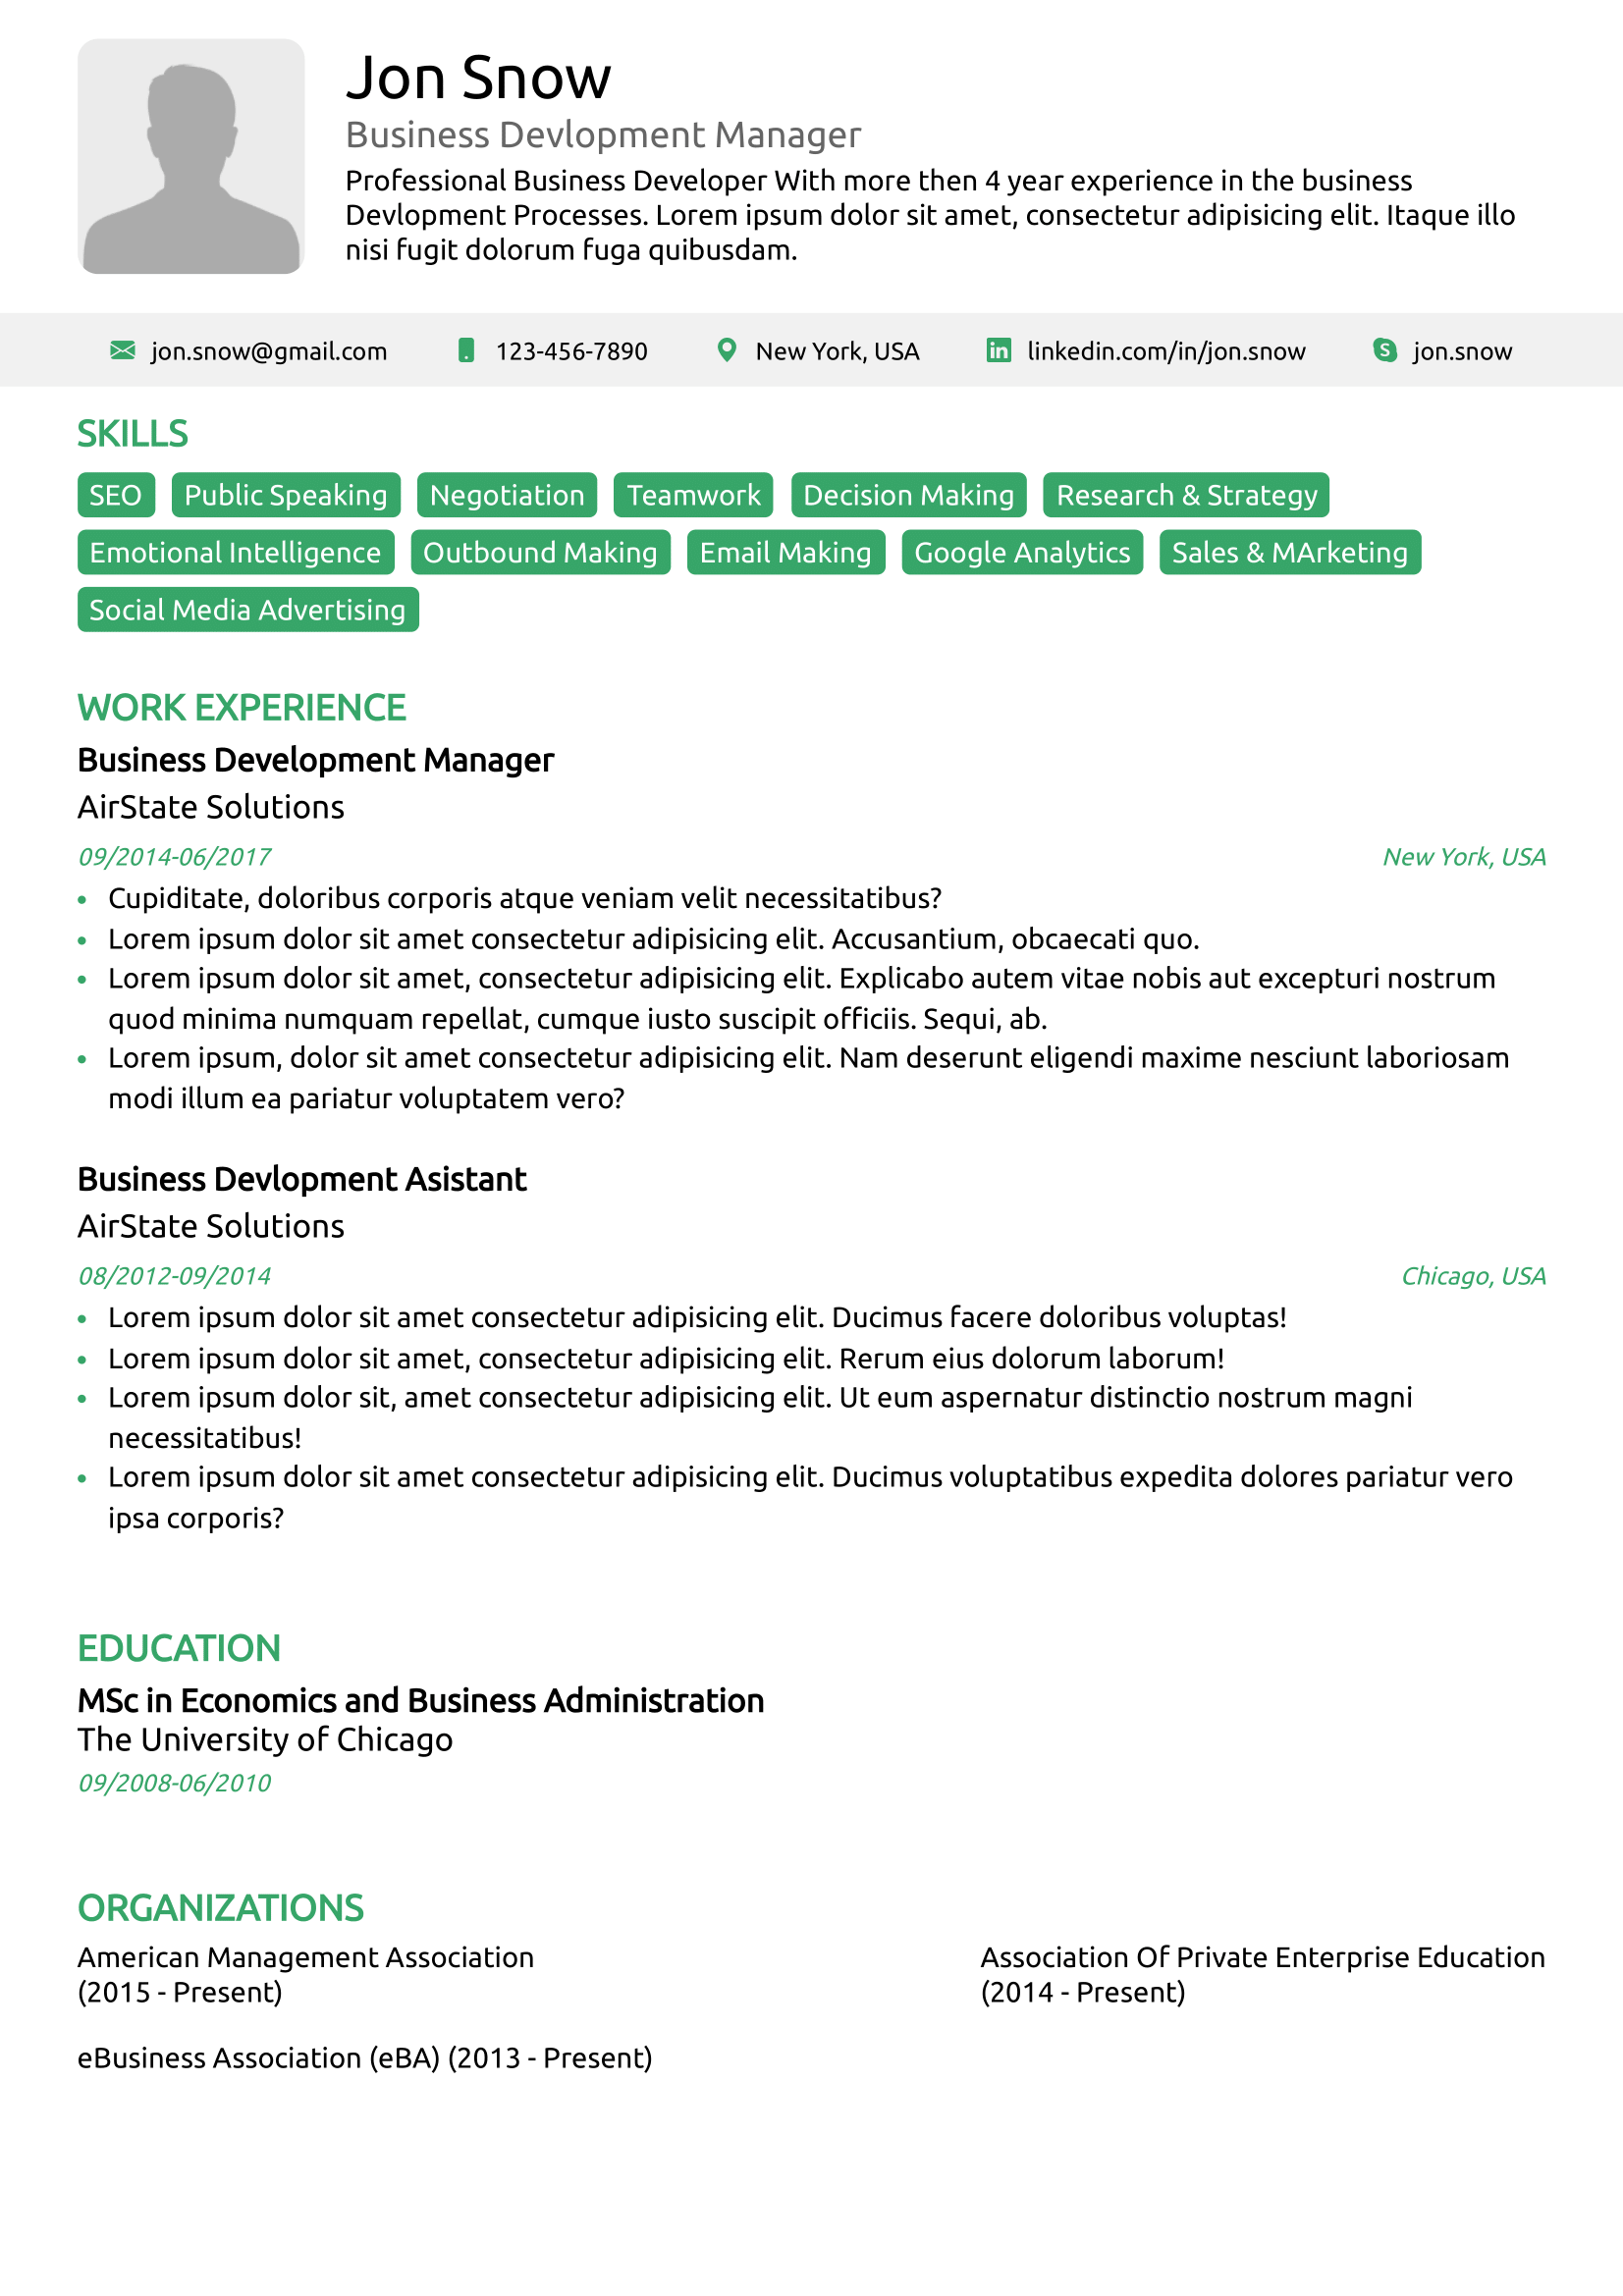 Jon Snow
Business Devlopment Manager
Professional Business Developer With more then 4 year experience in the business
Devlopment Processes. Lorem ipsum dolor sit amet, consectetur adipisicing elit. Itaque illo
nisi fugit dolorum fuga quibusdam.
jon.snow@gmail.com 123-456-7890 New York, USA linkedin.com/in/jon.snow jon.snow
SKILLS
SEO Public Speaking Negotiation Teamwork Decision Making Research & Strategy
Emotional Intelligence Outbound Making Email Making Google Analytics Sales & MArketing
Social Media Advertising
WORK EXPERIENCE
Business Development Manager
AirState Solutions
09/2014-06/2017 New York, USA
• Cupiditate, doloribus corporis atque veniam velit necessitatibus?
• Lorem ipsum dolor sit amet consectetur adipisicing elit. Accusantium, obcaecati quo.
• Lorem ipsum dolor sit amet, consectetur adipisicing elit. Explicabo autem vitae nobis aut excepturi nostrum
quod minima numquam repellat, cumque iusto suscipit officiis. Sequi, ab.
• Lorem ipsum, dolor sit amet consectetur adipisicing elit. Nam deserunt eligendi maxime nesciunt laboriosam
modi illum ea pariatur voluptatem vero?
Business Devlopment Asistant
AirState Solutions
08/2012-09/2014 Chicago, USA
• Lorem ipsum dolor sit amet consectetur adipisicing elit. Ducimus facere doloribus voluptas!
• Lorem ipsum dolor sit amet, consectetur adipisicing elit. Rerum eius dolorum laborum!
• Lorem ipsum dolor sit, amet consectetur adipisicing elit. Ut eum aspernatur distinctio nostrum magni
necessitatibus!
• Lorem ipsum dolor sit amet consectetur adipisicing elit. Ducimus voluptatibus expedita dolores pariatur vero
ipsa corporis?
EDUCATION
MSc in Economics and Business Administration
The University of Chicago
09/2008-06/2010
ORGANIZATIONS
American Management Association
(2015 - Present)
Association Of Private Enterprise Education
(2014 - Present)
eBusiness Association (eBA) (2013 - Present)